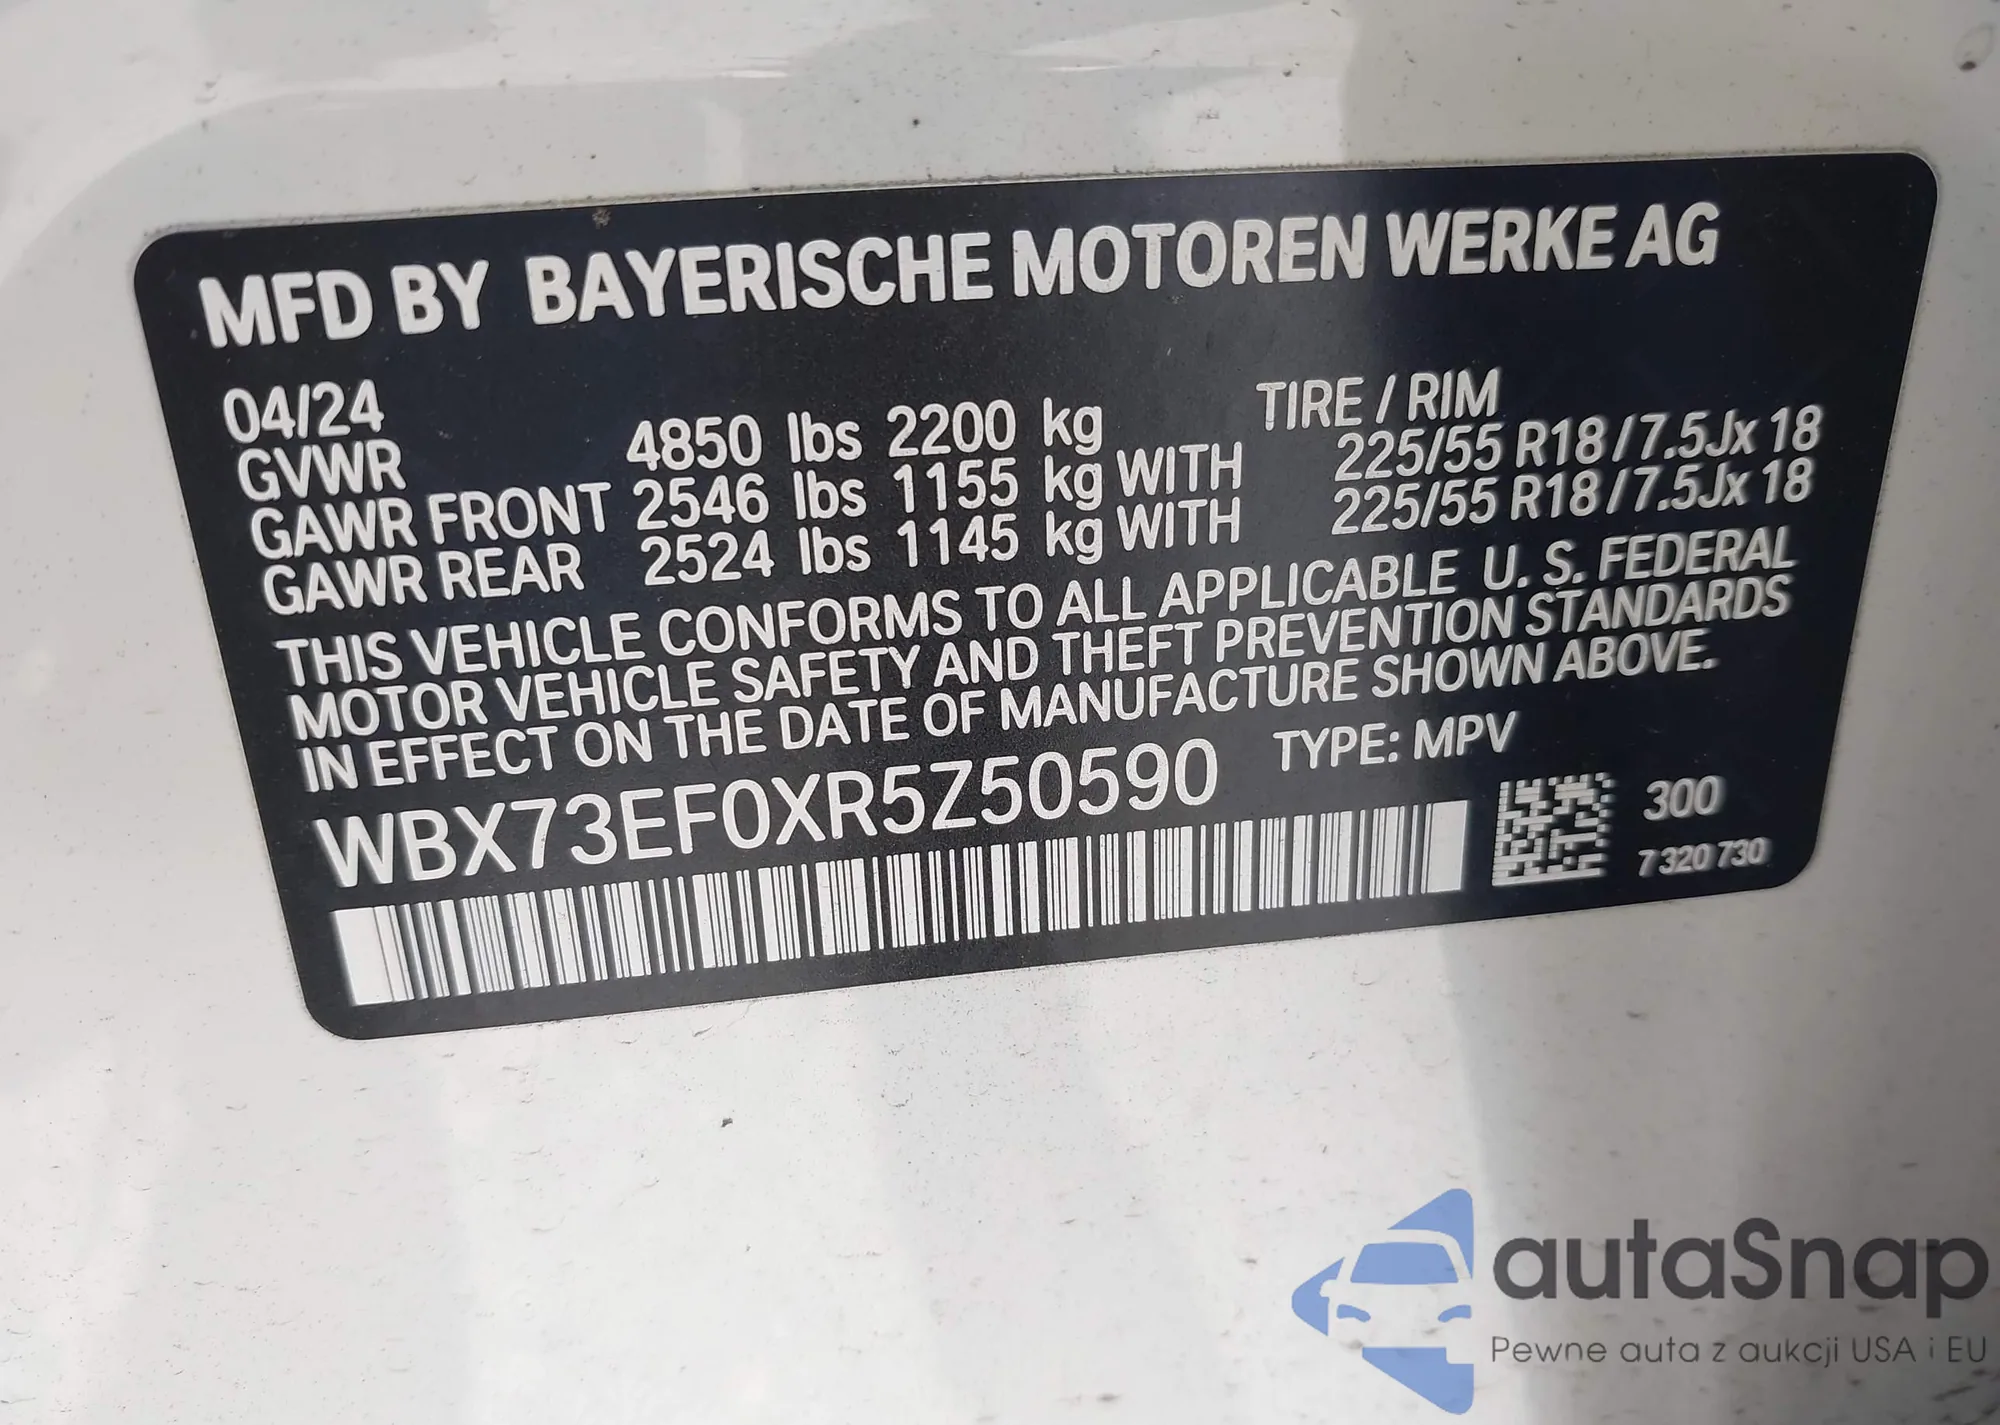 MFD BY BAYERISCHE MOTOREN WERKE AG
04/24
TIRE / RIM
GVWR 4850 lbs 2200 kg
GAWR FRONT 2546 lbs 1155 kg WITH 225/55 R18 / 7.5Jx 18
GAWR REAR 2524 lbs 1145 kg WITH 225/55 R18 / 7.5Jx 18
THIS VEHICLE CONFORMS TO ALL APPLICABLE U. S. FEDERAL
MOTOR VEHICLE SAFETY AND THEFT PREVENTION STANDARDS
IN EFFECT ON THE DATE OF MANUFACTURE SHOWN ABOVE.
WBX73EF0XR5Z50590 TYPE: MPV
300
7 320 730
autaSnap
Pewne auta z aukcji USA i EU